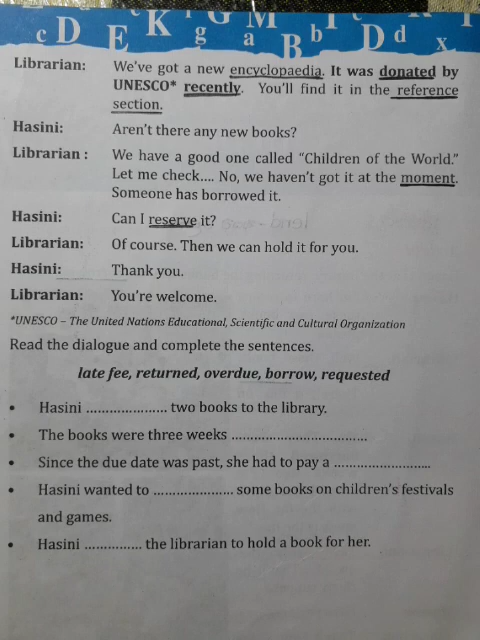 c D E K g G M a B b I D d x
Librarian: We've got a new encyclopaedia. It was donated by
UNESCO* recently. You'll find it in the reference
section.
Hasini: Aren't there any new books?
Librarian : We have a good one called "Children of the World."
Let me check.... No, we haven't got it at the moment.
Someone has borrowed it.
Hasini: Can I reserve it?
Librarian: Of course. Then we can hold it for you.
Hasini: Thank you.
Librarian: You're welcome.
*UNESCO – The United Nations Educational, Scientific and Cultural Organization
Read the dialogue and complete the sentences.
late fee, returned, overdue, borrow, requested
• Hasini ...................... two books to the library.
• The books were three weeks ....................................
• Since the due date was past, she had to pay a ..........................
• Hasini wanted to ...................... some books on children's festivals
and games.
• Hasini ............... the librarian to hold a book for her.